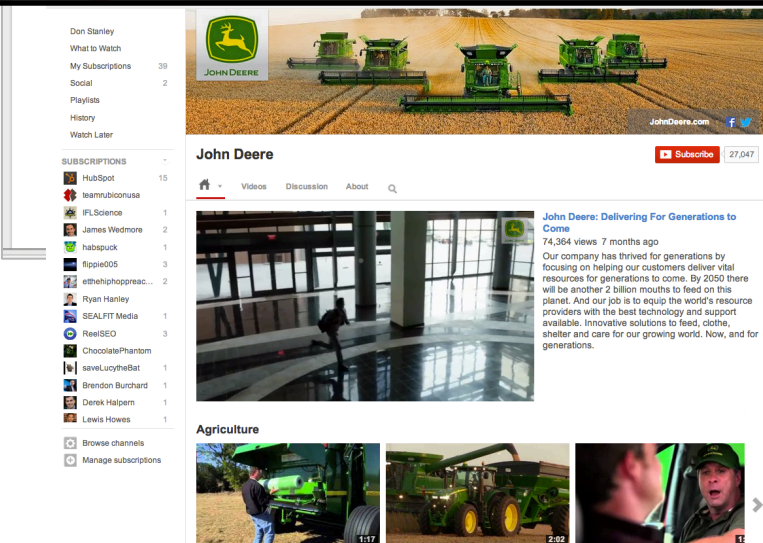 Don Stanley
What to Watch
My Subscriptions 39
Social 2
Playlists
History
Watch Later
SUBSCRIPTIONS
HubSpot 15
teamrubiconusa
IFLScience 1
James Wedmore 2
habspuck 1
flippie005 3
etthehiphoppreac... 2
Ryan Hanley
SEALFIT Media 1
ReelSEO 3
ChocolatePhantom
saveLucytheBat 1
Brendon Burchard 1
Derek Halpern 1
Lewis Howes 1
Browse channels
Manage subscriptions
JOHN DEERE
JohnDeere.com
John Deere
Subscribe 27,047
Videos Discussion About
John Deere: Delivering For Generations to
Come
74,364 views 7 months ago
Our company has thrived for generations by
focusing on helping our customers deliver vital
resources for generations to come. By 2050 there
will be another 2 billion mouths to feed on this
planet. And our job is to equip the world's resource
providers with the best technology and support
available. Innovative solutions to feed, clothe,
shelter and care for our growing world. Now, and for
generations.
Agriculture
1:17
2:02